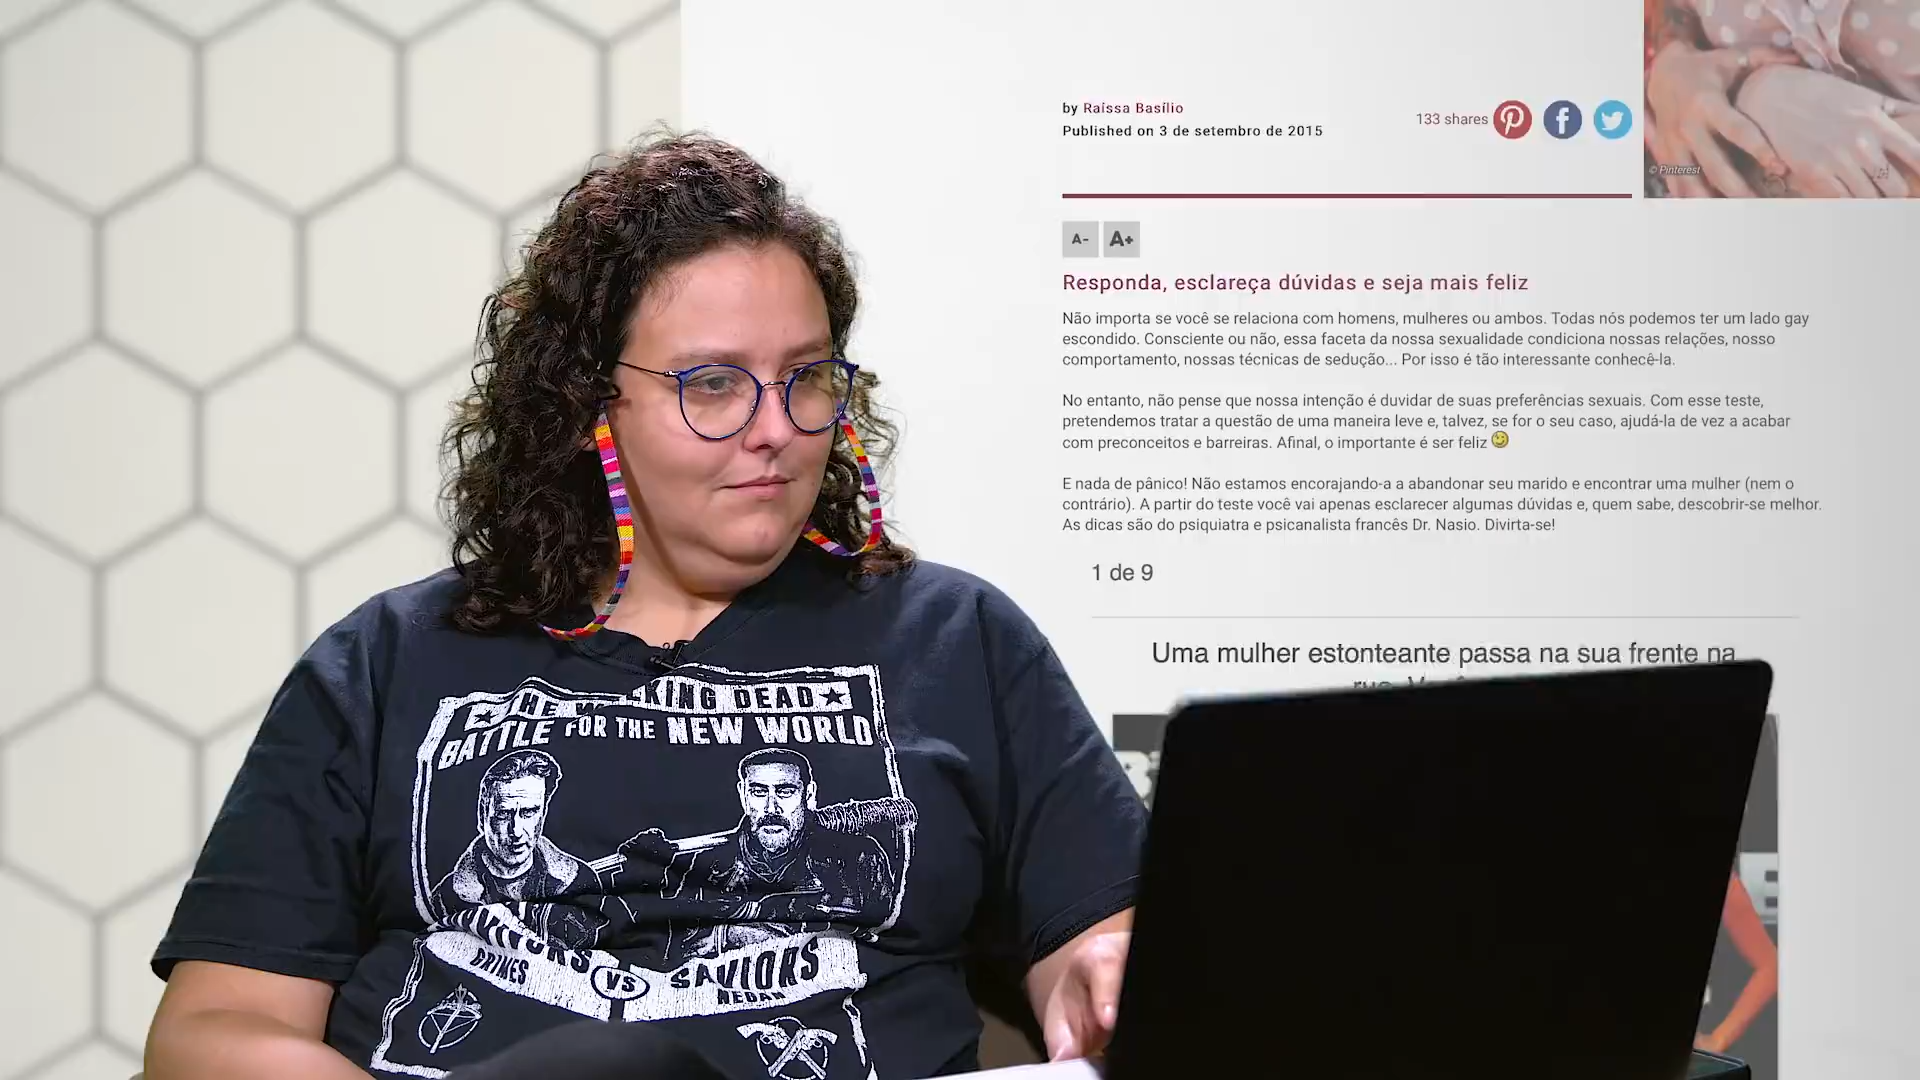 by Raíssa Basílio
Published on 3 de setembro de 2015
133 shares
© Pinterest
A- A+
Responda, esclareça dúvidas e seja mais feliz
Não importa se você se relaciona com homens, mulheres ou ambos. Todas nós podemos ter um lado gay
escondido. Consciente ou não, essa faceta da nossa sexualidade condiciona nossas relações, nosso
comportamento, nossas técnicas de sedução... Por isso é tão interessante conhecê-la.
No entanto, não pense que nossa intenção é duvidar de suas preferências sexuais. Com esse teste,
pretendemos tratar a questão de uma maneira leve e, talvez, se for o seu caso, ajudá-la de vez a acabar
com preconceitos e barreiras. Afinal, o importante é ser feliz
E nada de pânico! Não estamos encorajando-a a abandonar seu marido e encontrar uma mulher (nem o
contrário). A partir do teste você vai apenas esclarecer algumas dúvidas e, quem sabe, descobrir-se melhor.
As dicas são do psiquiatra e psicanalista francês Dr. Nasio. Divirta-se!
1 de 9
Uma mulher estonteante passa na sua frente na
DEAD
BATTLE FOR THE NEW WORLD
GRIMES VS SAVIORS
NEGAN